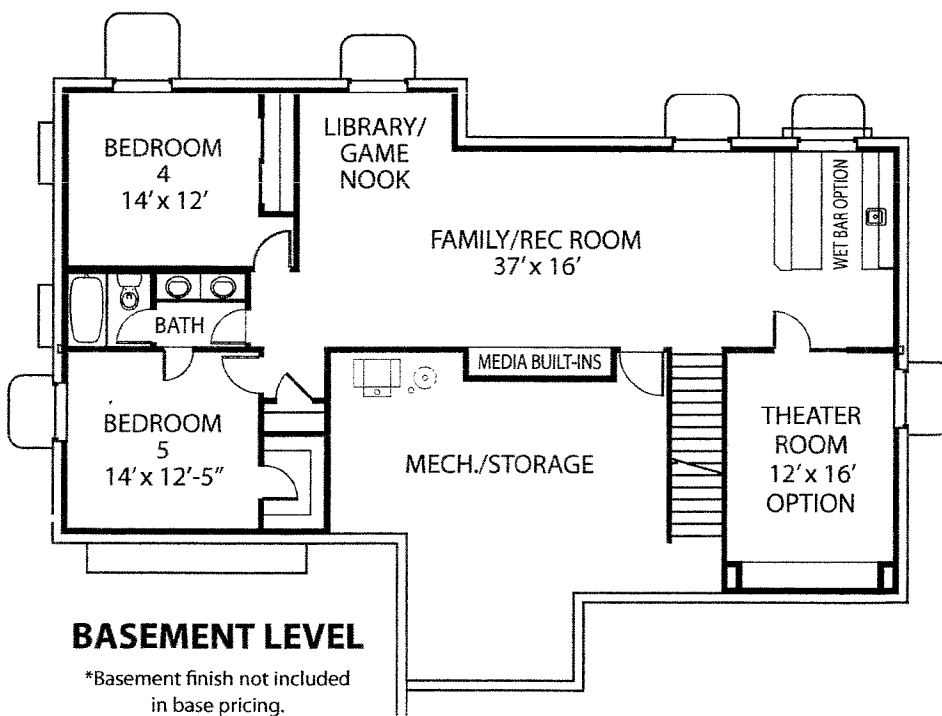 BEDROOM
4
14’ x 12’
LIBRARY/
GAME
NOOK
FAMILY/REC ROOM
37’ x 16’
WET BAR OPTION
BATH
MEDIA BUILT-INS
BEDROOM
5
14’ x 12’-5”
MECH./STORAGE
THEATER
ROOM
12’ x 16’
OPTION
BASEMENT LEVEL
*Basement finish not included
in base pricing.